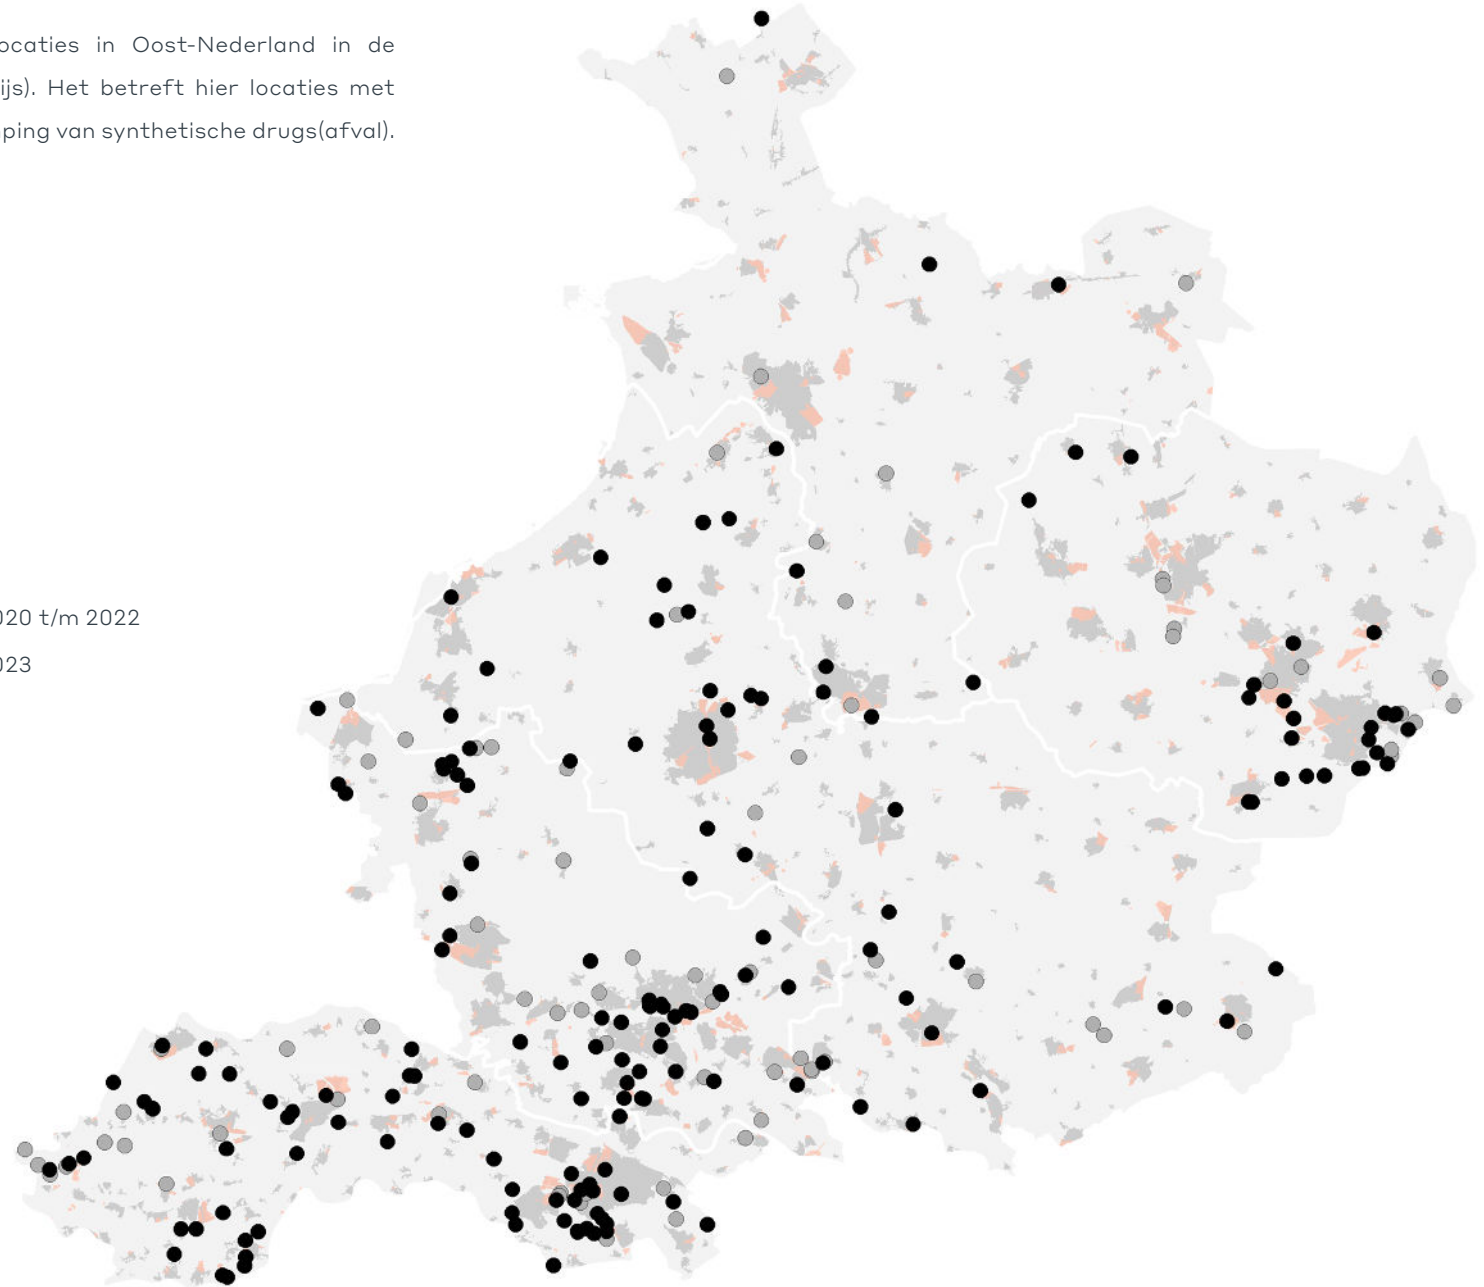 ocaties in Oost-Nederland in de
ijs). Het betreft hier locaties met
ping van synthetische drugs(afval).
020 t/m 2022
023